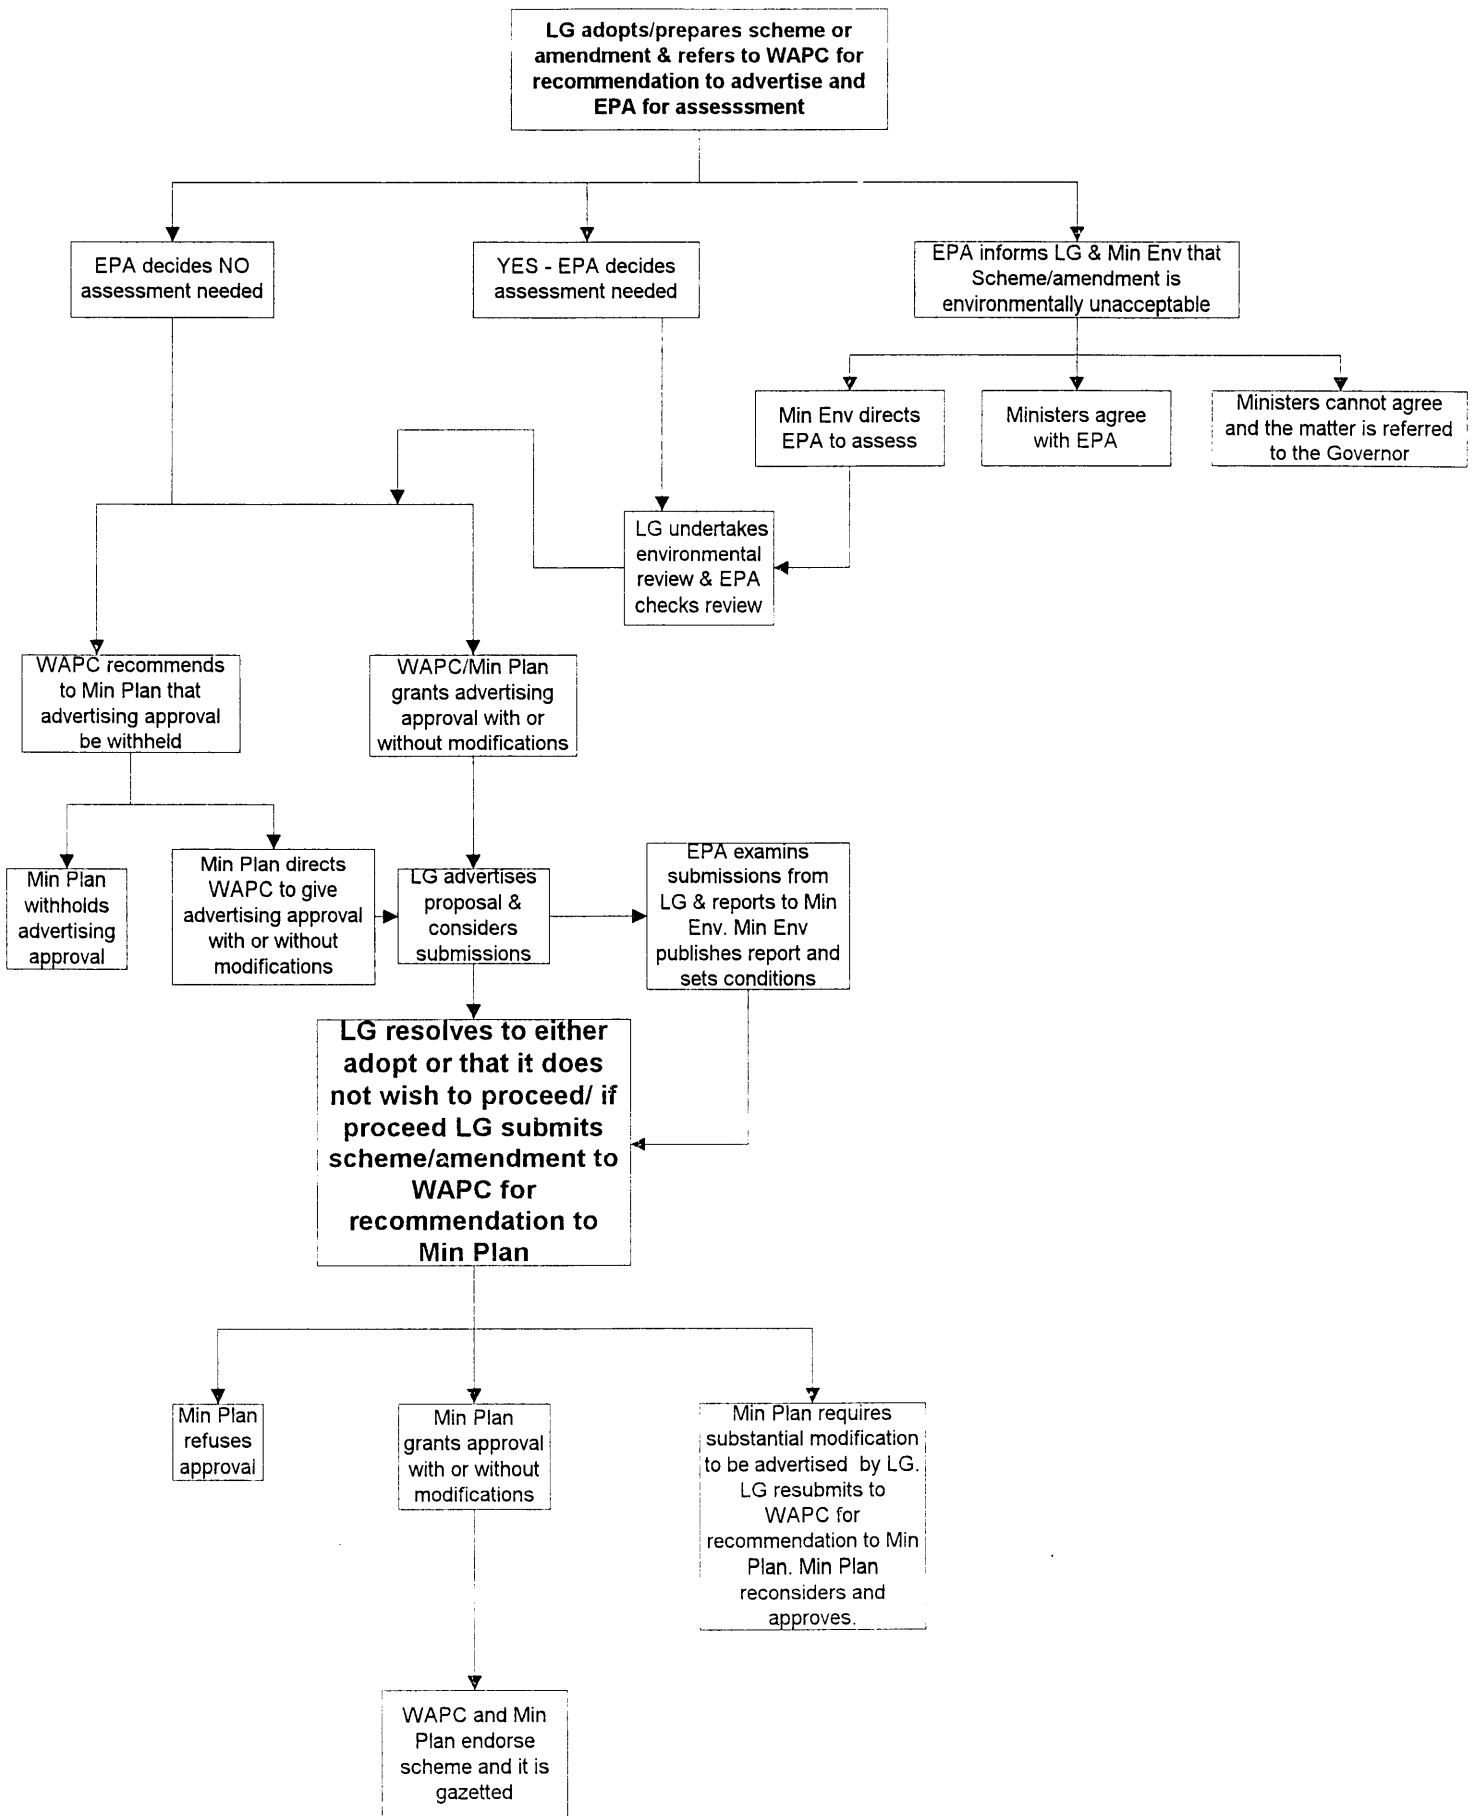 LG adopts/prepares scheme or
amendment & refers to WAPC for
recommendation to advertise and
EPA for assesssment
EPA decides NO
assessment needed
YES - EPA decides
assessment needed
EPA informs LG & Min Env that
Scheme/amendment is
environmentally unacceptable
Min Env directs
EPA to assess
Ministers agree
with EPA
Ministers cannot agree
and the matter is referred
to the Governor
LG undertakes
environmental
review & EPA
checks review
WAPC recommends
to Min Plan that
advertising approval
be withheld
WAPC/Min Plan
grants advertising
approval with or
without modifications
Min Plan
withholds
advertising
approval
Min Plan directs
WAPC to give
advertising approval
with or without
modifications
LG advertises
proposal &
considers
submissions
EPA examines
submissions from
LG & reports to Min
Env. Min Env
publishes report and
sets conditions
LG resolves to either
adopt or that it does
not wish to proceed/ if
proceed LG submits
scheme/amendment to
WAPC for
recommendation to
Min Plan
Min Plan
refuses
approval
Min Plan
grants approval
with or without
modifications
Min Plan requires
substantial modification
to be advertised by LG.
LG resubmits to
WAPC for
recommendation to Min
Plan. Min Plan
reconsiders and
approves.
WAPC and Min
Plan endorse
scheme and it is
gazetted